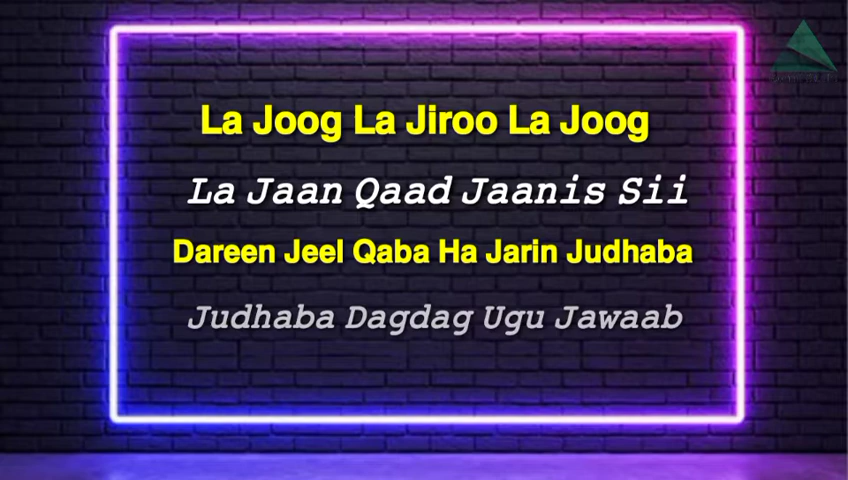 La Joog La Jiroo La Joog
La Jaan Qaad Jaanis Sii
Dareen Jeel Qaba Ha Jarin Judhaba
Judhaba Dagdag Ugu Jawaab